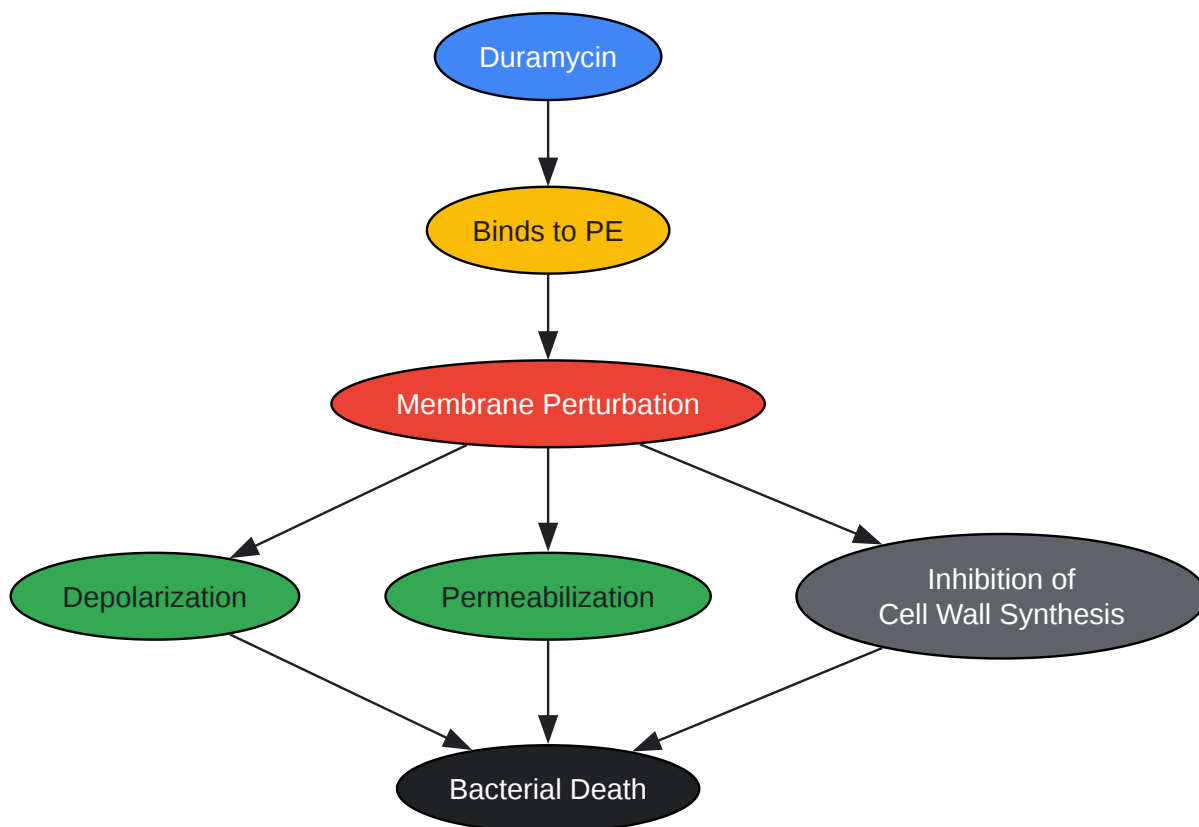 Duramycin
Binds to PE
Membrane Perturbation
Depolarization
Permeabilization
Inhibition of
Cell Wall Synthesis
Bacterial Death